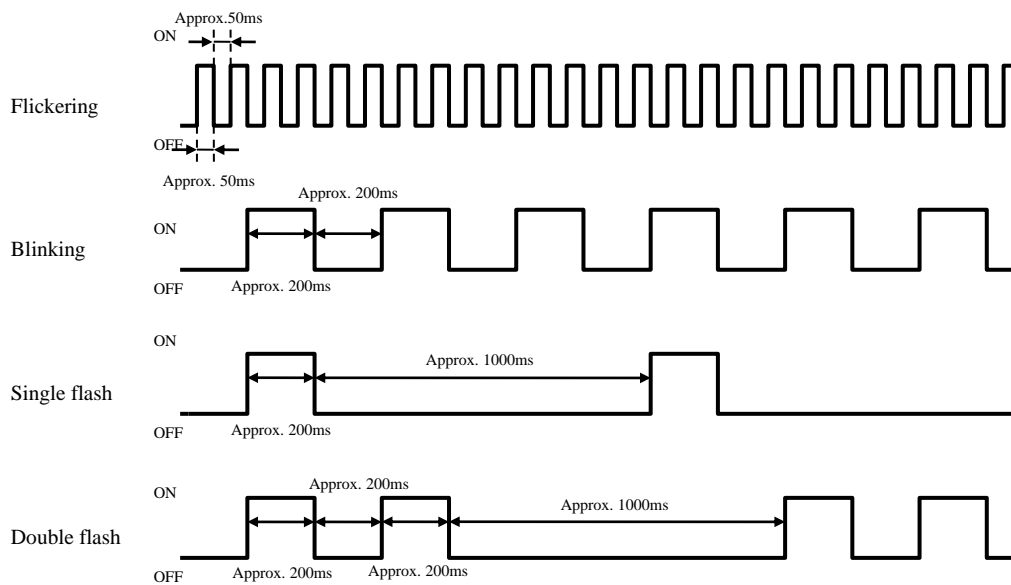 Approx.50ms
ON
Flickering
OFF
Approx. 50ms
Approx. 200ms
ON
Blinking
OFF
Approx. 200ms
ON
Approx. 1000ms
Single flash
OFF
Approx. 200ms
ON
Approx. 200ms
Approx. 1000ms
Double flash
OFF
Approx. 200ms
Approx. 200ms